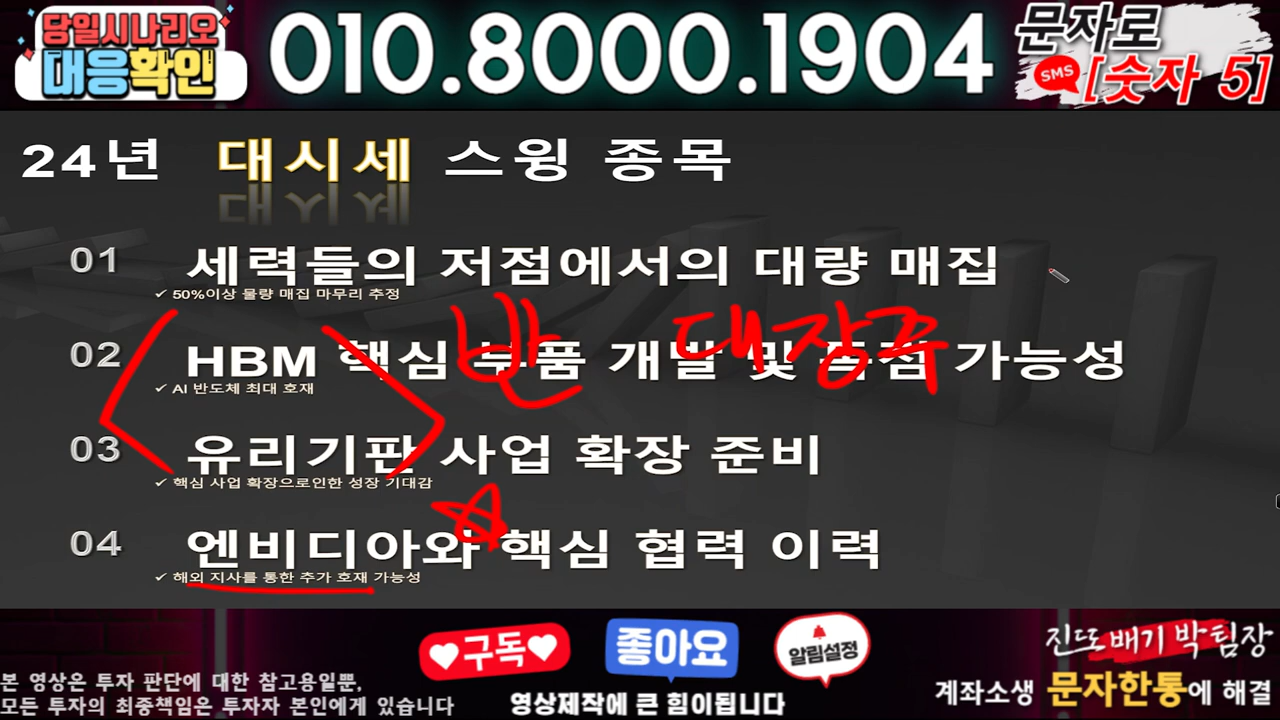 당일시나리오
대응확인
010.8000.1904
문자로
SMS
[숫자 5]
24년 대시세 스윙 종목
01 세력들의 저점에서의 대량 매집
✓ 50%이상 물량 매집 마무리 추정
반 대장주
02 HBM 핵심 부품 개발 및 독점 가능성
✓ AI 반도체 최대 호재
03 유리기판 사업 확장 준비
✓ 핵심 사업 확장으로인한 성장 기대감
04 엔비디아와 핵심 협력 이력
✓ 해외 지사를 통한 추가 호재 가능성
구독
좋아요
알림설정
영상제작에 큰 힘이됩니다
본 영상은 투자 판단에 대한 참고용일뿐,
모든 투자의 최종책임은 투자자 본인에게 있습니다
진또배기 박팀장
계좌소생 문자한통에 해결